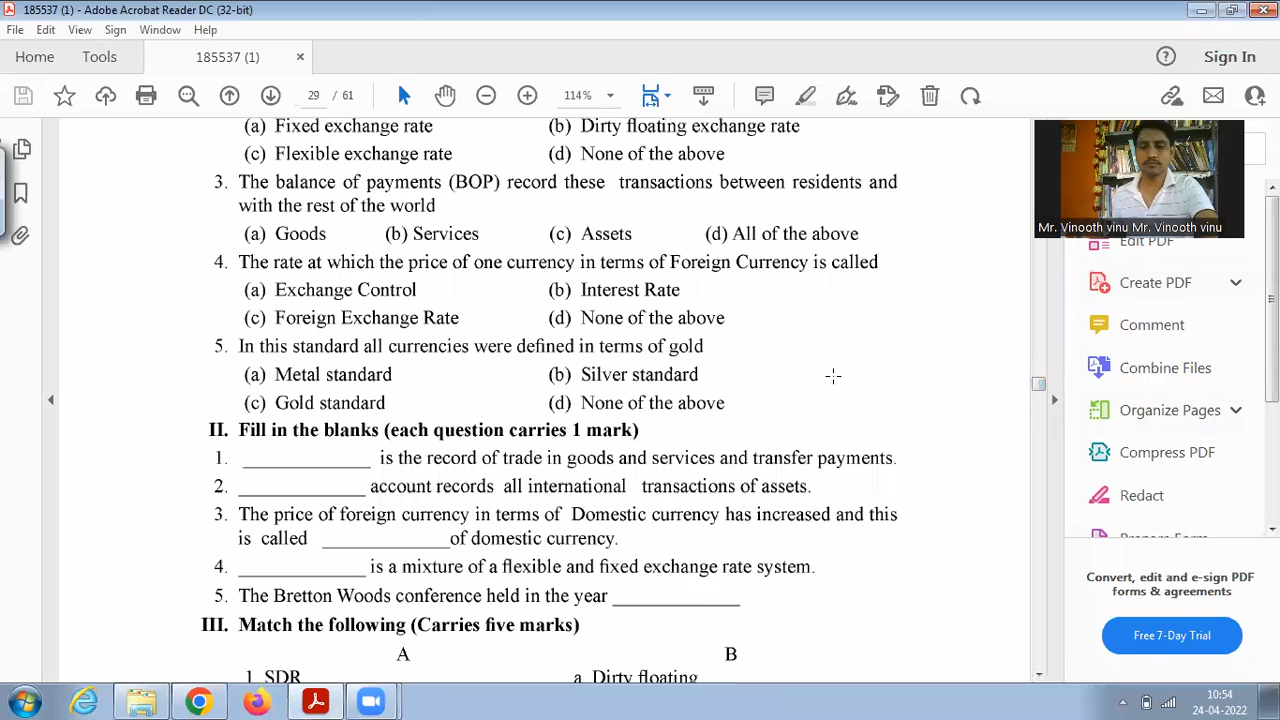 185537 (1) - Adobe Acrobat Reader DC (32-bit)
File Edit View Sign Window Help
Home Tools 185537 (1) × Sign In
29 / 61 114%
(a) Fixed exchange rate (b) Dirty floating exchange rate
(c) Flexible exchange rate (d) None of the above
3. The balance of payments (BOP) record these transactions between residents and
with the rest of the world
(a) Goods (b) Services (c) Assets (d) All of the above
4. The rate at which the price of one currency in terms of Foreign Currency is called
(a) Exchange Control (b) Interest Rate
(c) Foreign Exchange Rate (d) None of the above
5. In this standard all currencies were defined in terms of gold
(a) Metal standard (b) Silver standard
(c) Gold standard (d) None of the above
II. Fill in the blanks (each question carries 1 mark)
1. ____________ is the record of trade in goods and services and transfer payments.
2. ____________ account records all international transactions of assets.
3. The price of foreign currency in terms of Domestic currency has increased and this
is called ____________ of domestic currency.
4. ____________ is a mixture of a flexible and fixed exchange rate system.
5. The Bretton Woods conference held in the year ____________
III. Match the following (Carries five marks)
A B
1. SDR a. Dirty floating
Mr. Vinooth vinu Mr. Vinooth vinu
Edit PDF
Create PDF
Comment
Combine Files
Organize Pages
Compress PDF
Redact
Prepare Form
Convert, edit and e-sign PDF
forms & agreements
Free 7-Day Trial
10:54
24-04-2022